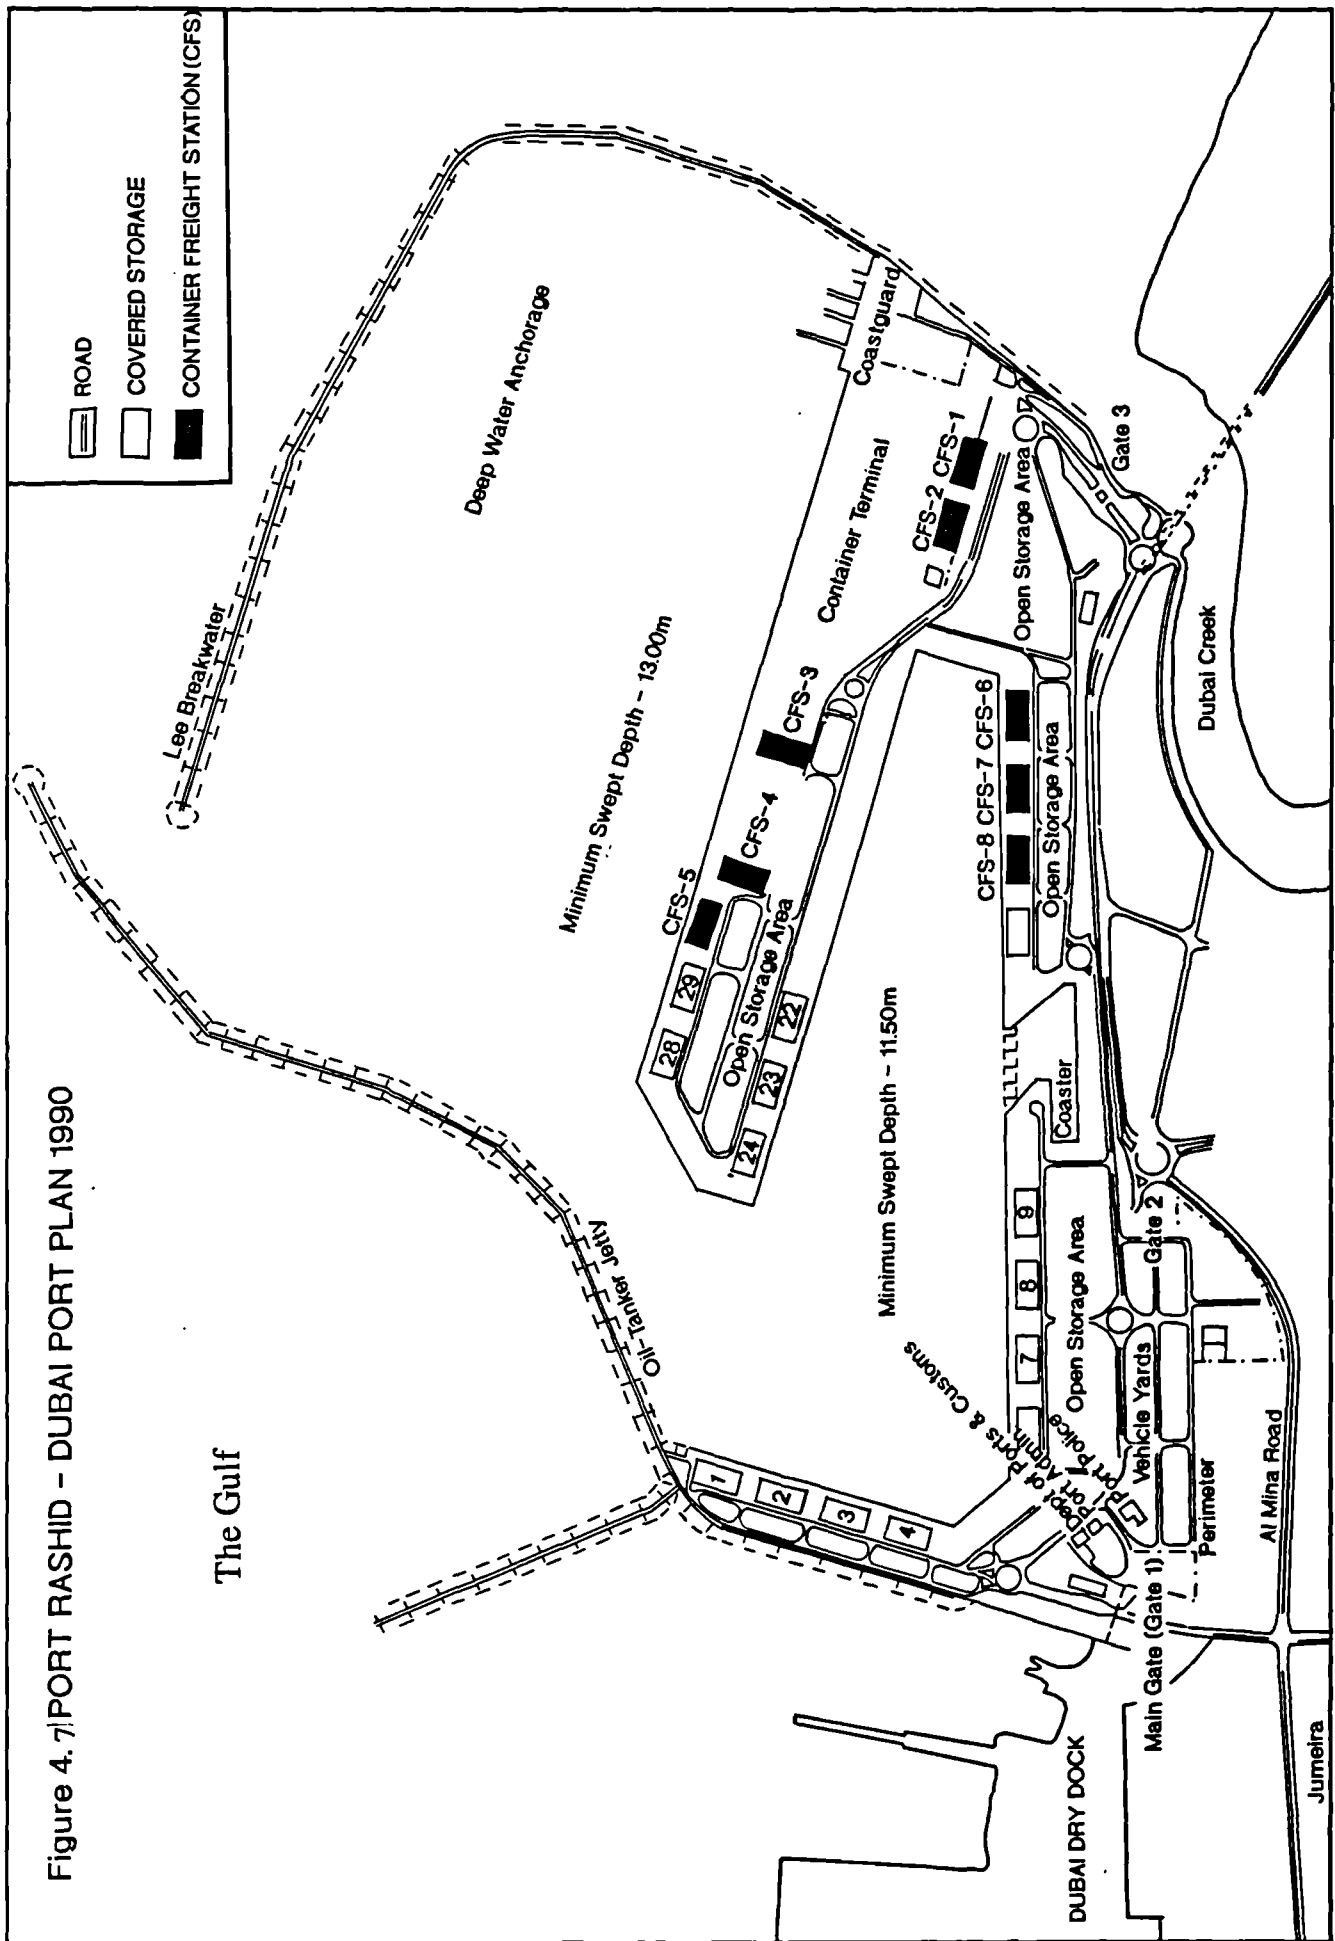 Figure 4.7 PORT RASHID - DUBAI PORT PLAN 1990
ROAD
COVERED STORAGE
CONTAINER FREIGHT STATION (CFS)
The Gulf
Lee Breakwater
Deep Water Anchorage
Oil-Tanker Jetty
Minimum Swept Depth - 13.00m
Coastguard
Container Terminal
CFS-5
CFS-4
CFS-3
CFS-2
CFS-1
28
29
Open Storage Area
24
23
22
Minimum Swept Depth - 11.50m
1
2
3
4
Dept of Ports & Customs
Port Admin.
Port Police
7
8
9
Coaster
CFS-8
CFS-7
CFS-6
Open Storage Area
Open Storage Area
Open Storage Area
Gate 3
Vehicle Yards
Gate 2
Main Gate (Gate 1)
Perimeter
Dubai Creek
DUBAI DRY DOCK
Al Mina Road
Jumeira